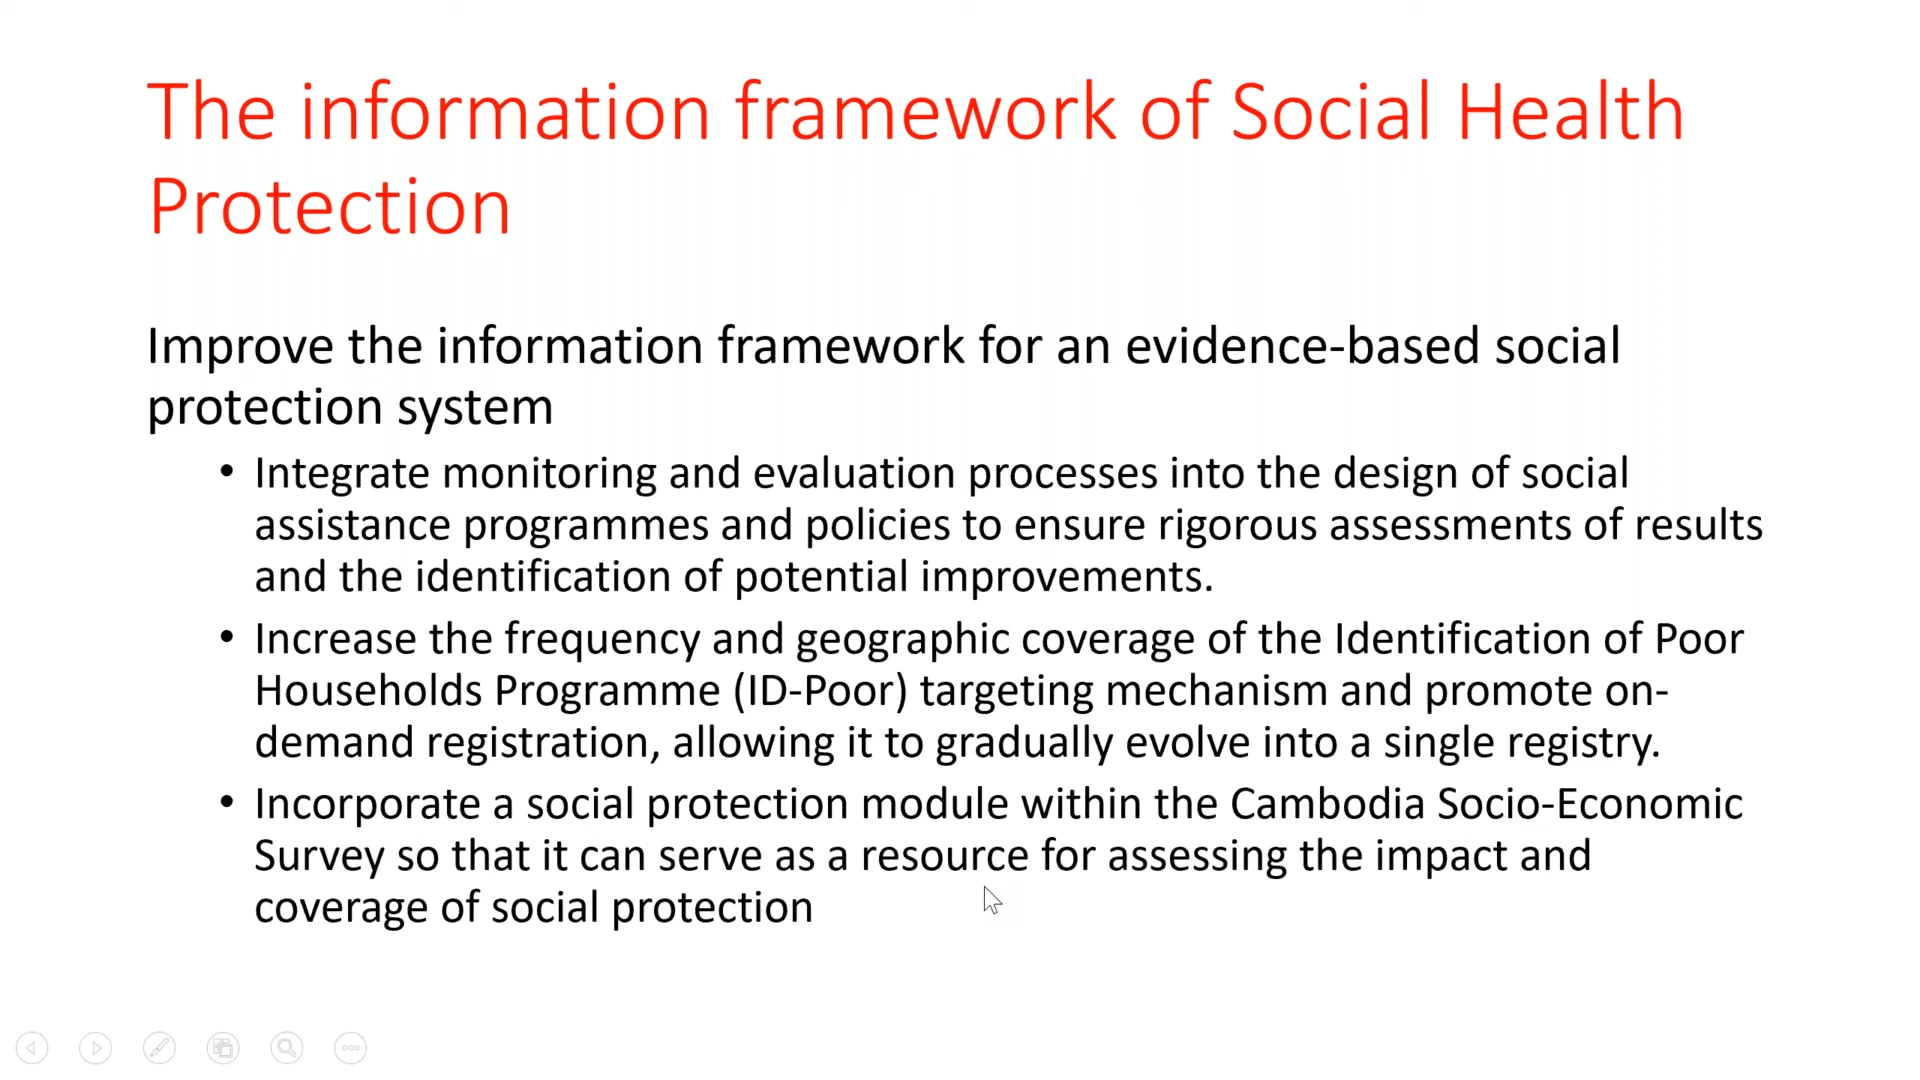 The information framework of Social Health
Protection
Improve the information framework for an evidence-based social
protection system
• Integrate monitoring and evaluation processes into the design of social
assistance programmes and policies to ensure rigorous assessments of results
and the identification of potential improvements.
• Increase the frequency and geographic coverage of the Identification of Poor
Households Programme (ID-Poor) targeting mechanism and promote on-
demand registration, allowing it to gradually evolve into a single registry.
• Incorporate a social protection module within the Cambodia Socio-Economic
Survey so that it can serve as a resource for assessing the impact and
coverage of social protection